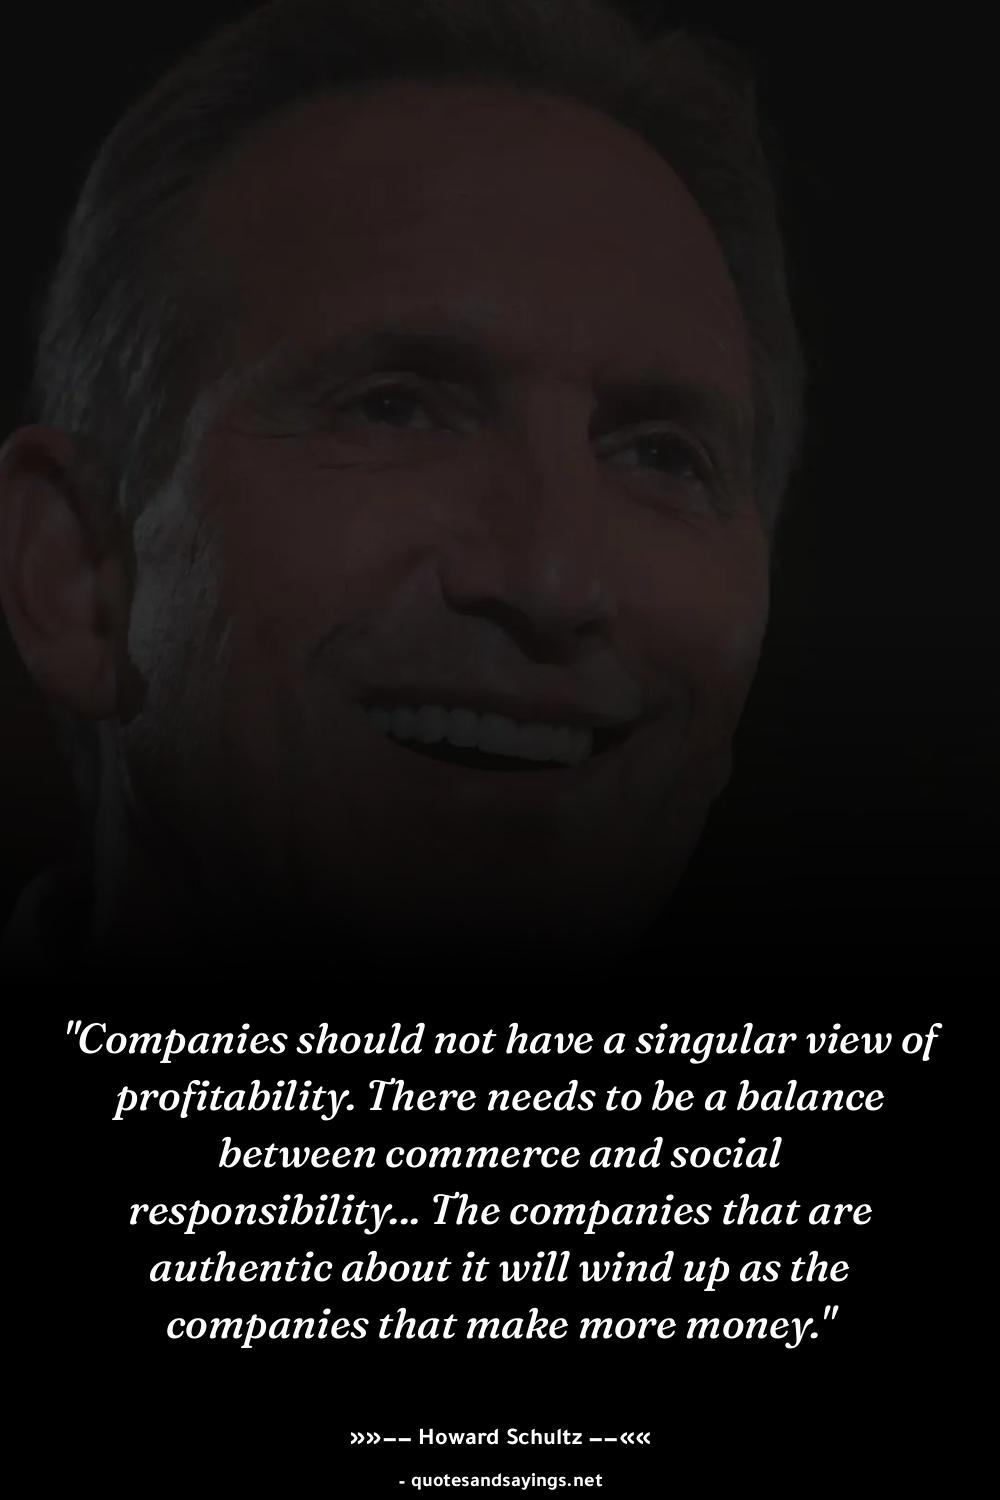 "Companies should not have a singular view of
profitability. There needs to be a balance
between commerce and social
responsibility... The companies that are
authentic about it will wind up as the
companies that make more money."
»»–– Howard Schultz ––««
- quotesandsayings.net